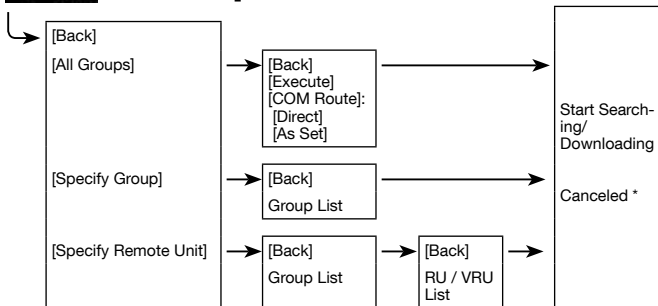 [Back]
[All Groups]
[Back]
[Execute]
[COM Route]:
[Direct]
[As Set]
Start Search-
ing/
Downloading
[Specify Group]
[Back]
Group List
Canceled *
[Specify Remote Unit]
[Back]
Group List
[Back]
RU / VRU
List